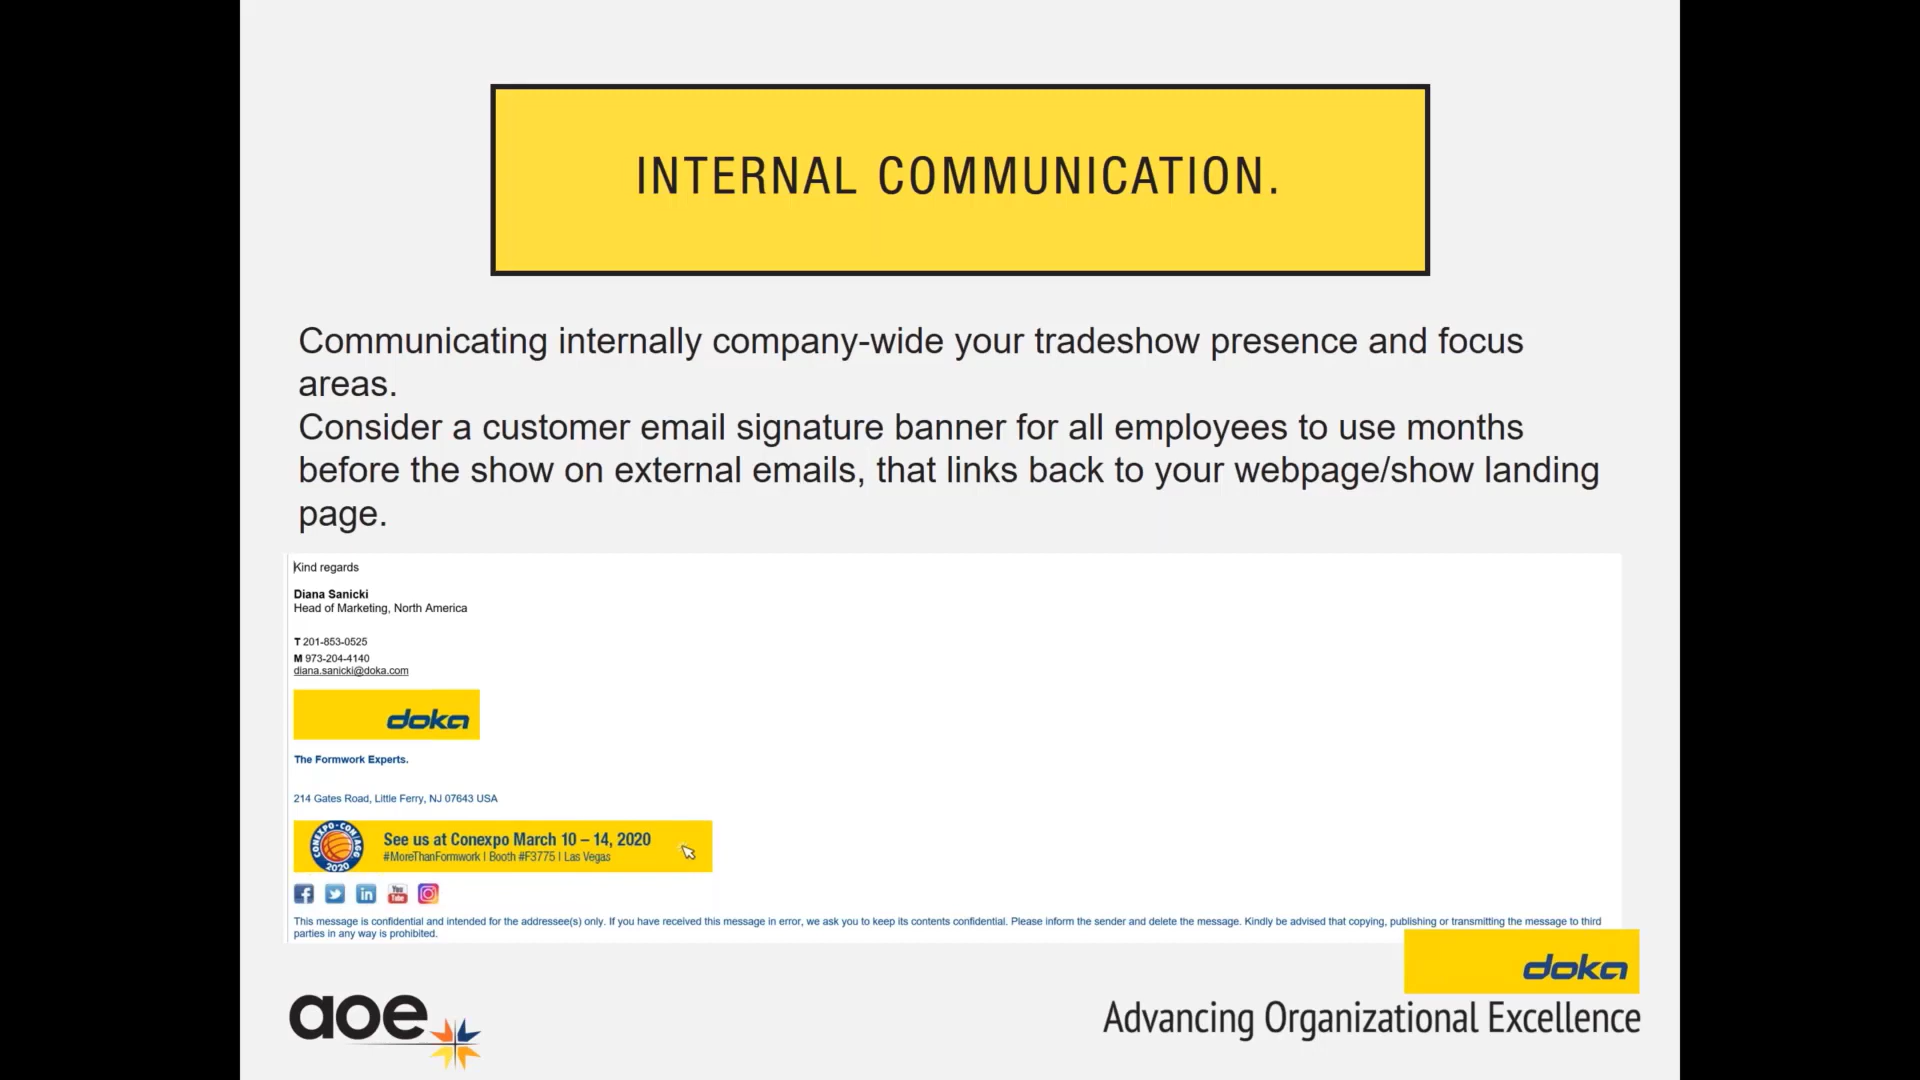 INTERNAL COMMUNICATION.
Communicating internally company-wide your tradeshow presence and focus
areas.
Consider a customer email signature banner for all employees to use months
before the show on external emails, that links back to your webpage/show landing
page.
Kind regards
Diana Sanicki
Head of Marketing, North America
T 201-853-0525
M 973-204-4140
diana.sanicki@doka.com
doka
The Formwork Experts.
214 Gates Road, Little Ferry, NJ 07643 USA
CONEXPO-CON/AGG
2020
See us at Conexpo March 10 – 14, 2020
#MoreThanFormwork | Booth #F3775 | Las Vegas
You
Tube
This message is confidential and intended for the addressee(s) only. If you have received this message in error, we ask you to keep its contents confidential. Please inform the sender and delete the message. Kindly be advised that copying, publishing or transmitting the message to third
parties in any way is prohibited.
doka
aoe
Advancing Organizational Excellence